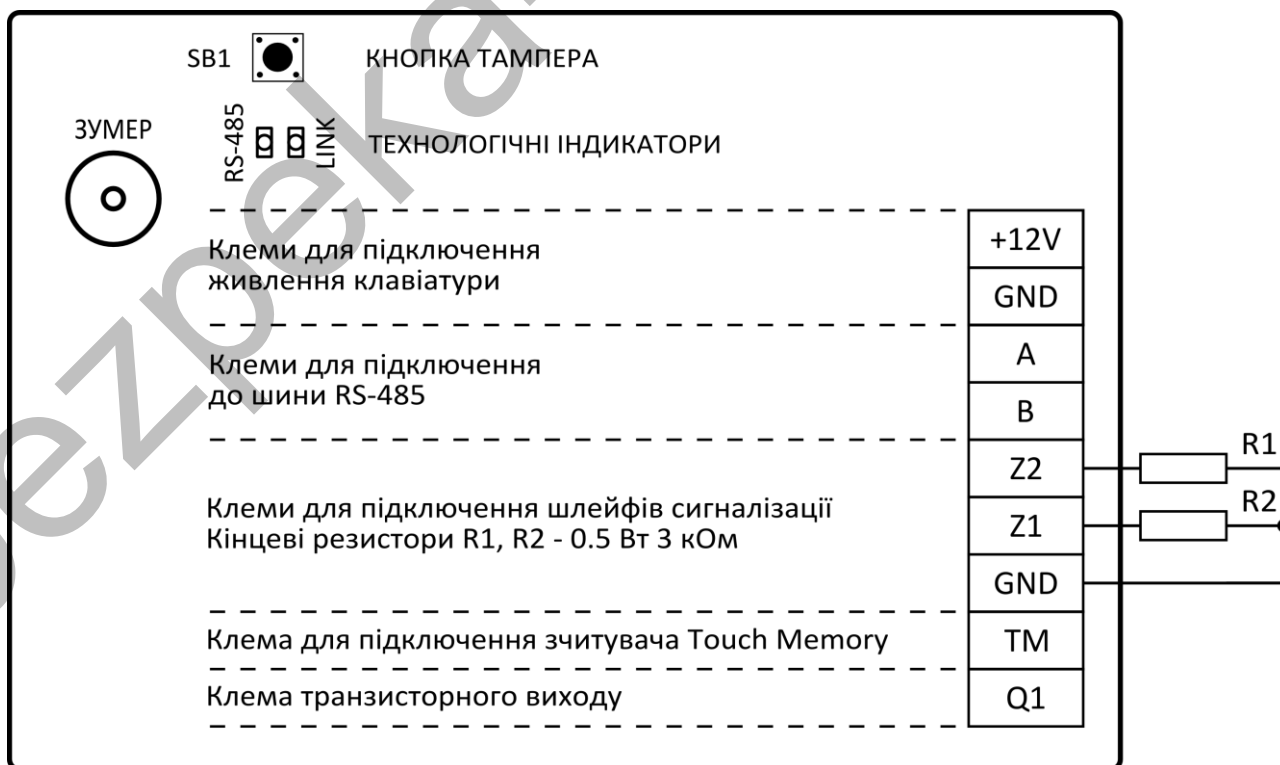 SB1 КНОПКА ТАМПЕРА
ЗУМЕР
RS-485
LINK
ТЕХНОЛОГІЧНІ ІНДИКАТОРИ
Клеми для підключення
живлення клавіатури
+12V
GND
Клеми для підключення
до шини RS-485
A
B
Клеми для підключення шлейфів сигналізації
Кінцеві резистори R1, R2 - 0.5 Вт 3 кОм
Z2
R1
Z1
R2
GND
Клема для підключення зчитувача Touch Memory
TM
Клема транзисторного виходу
Q1
ezpeka